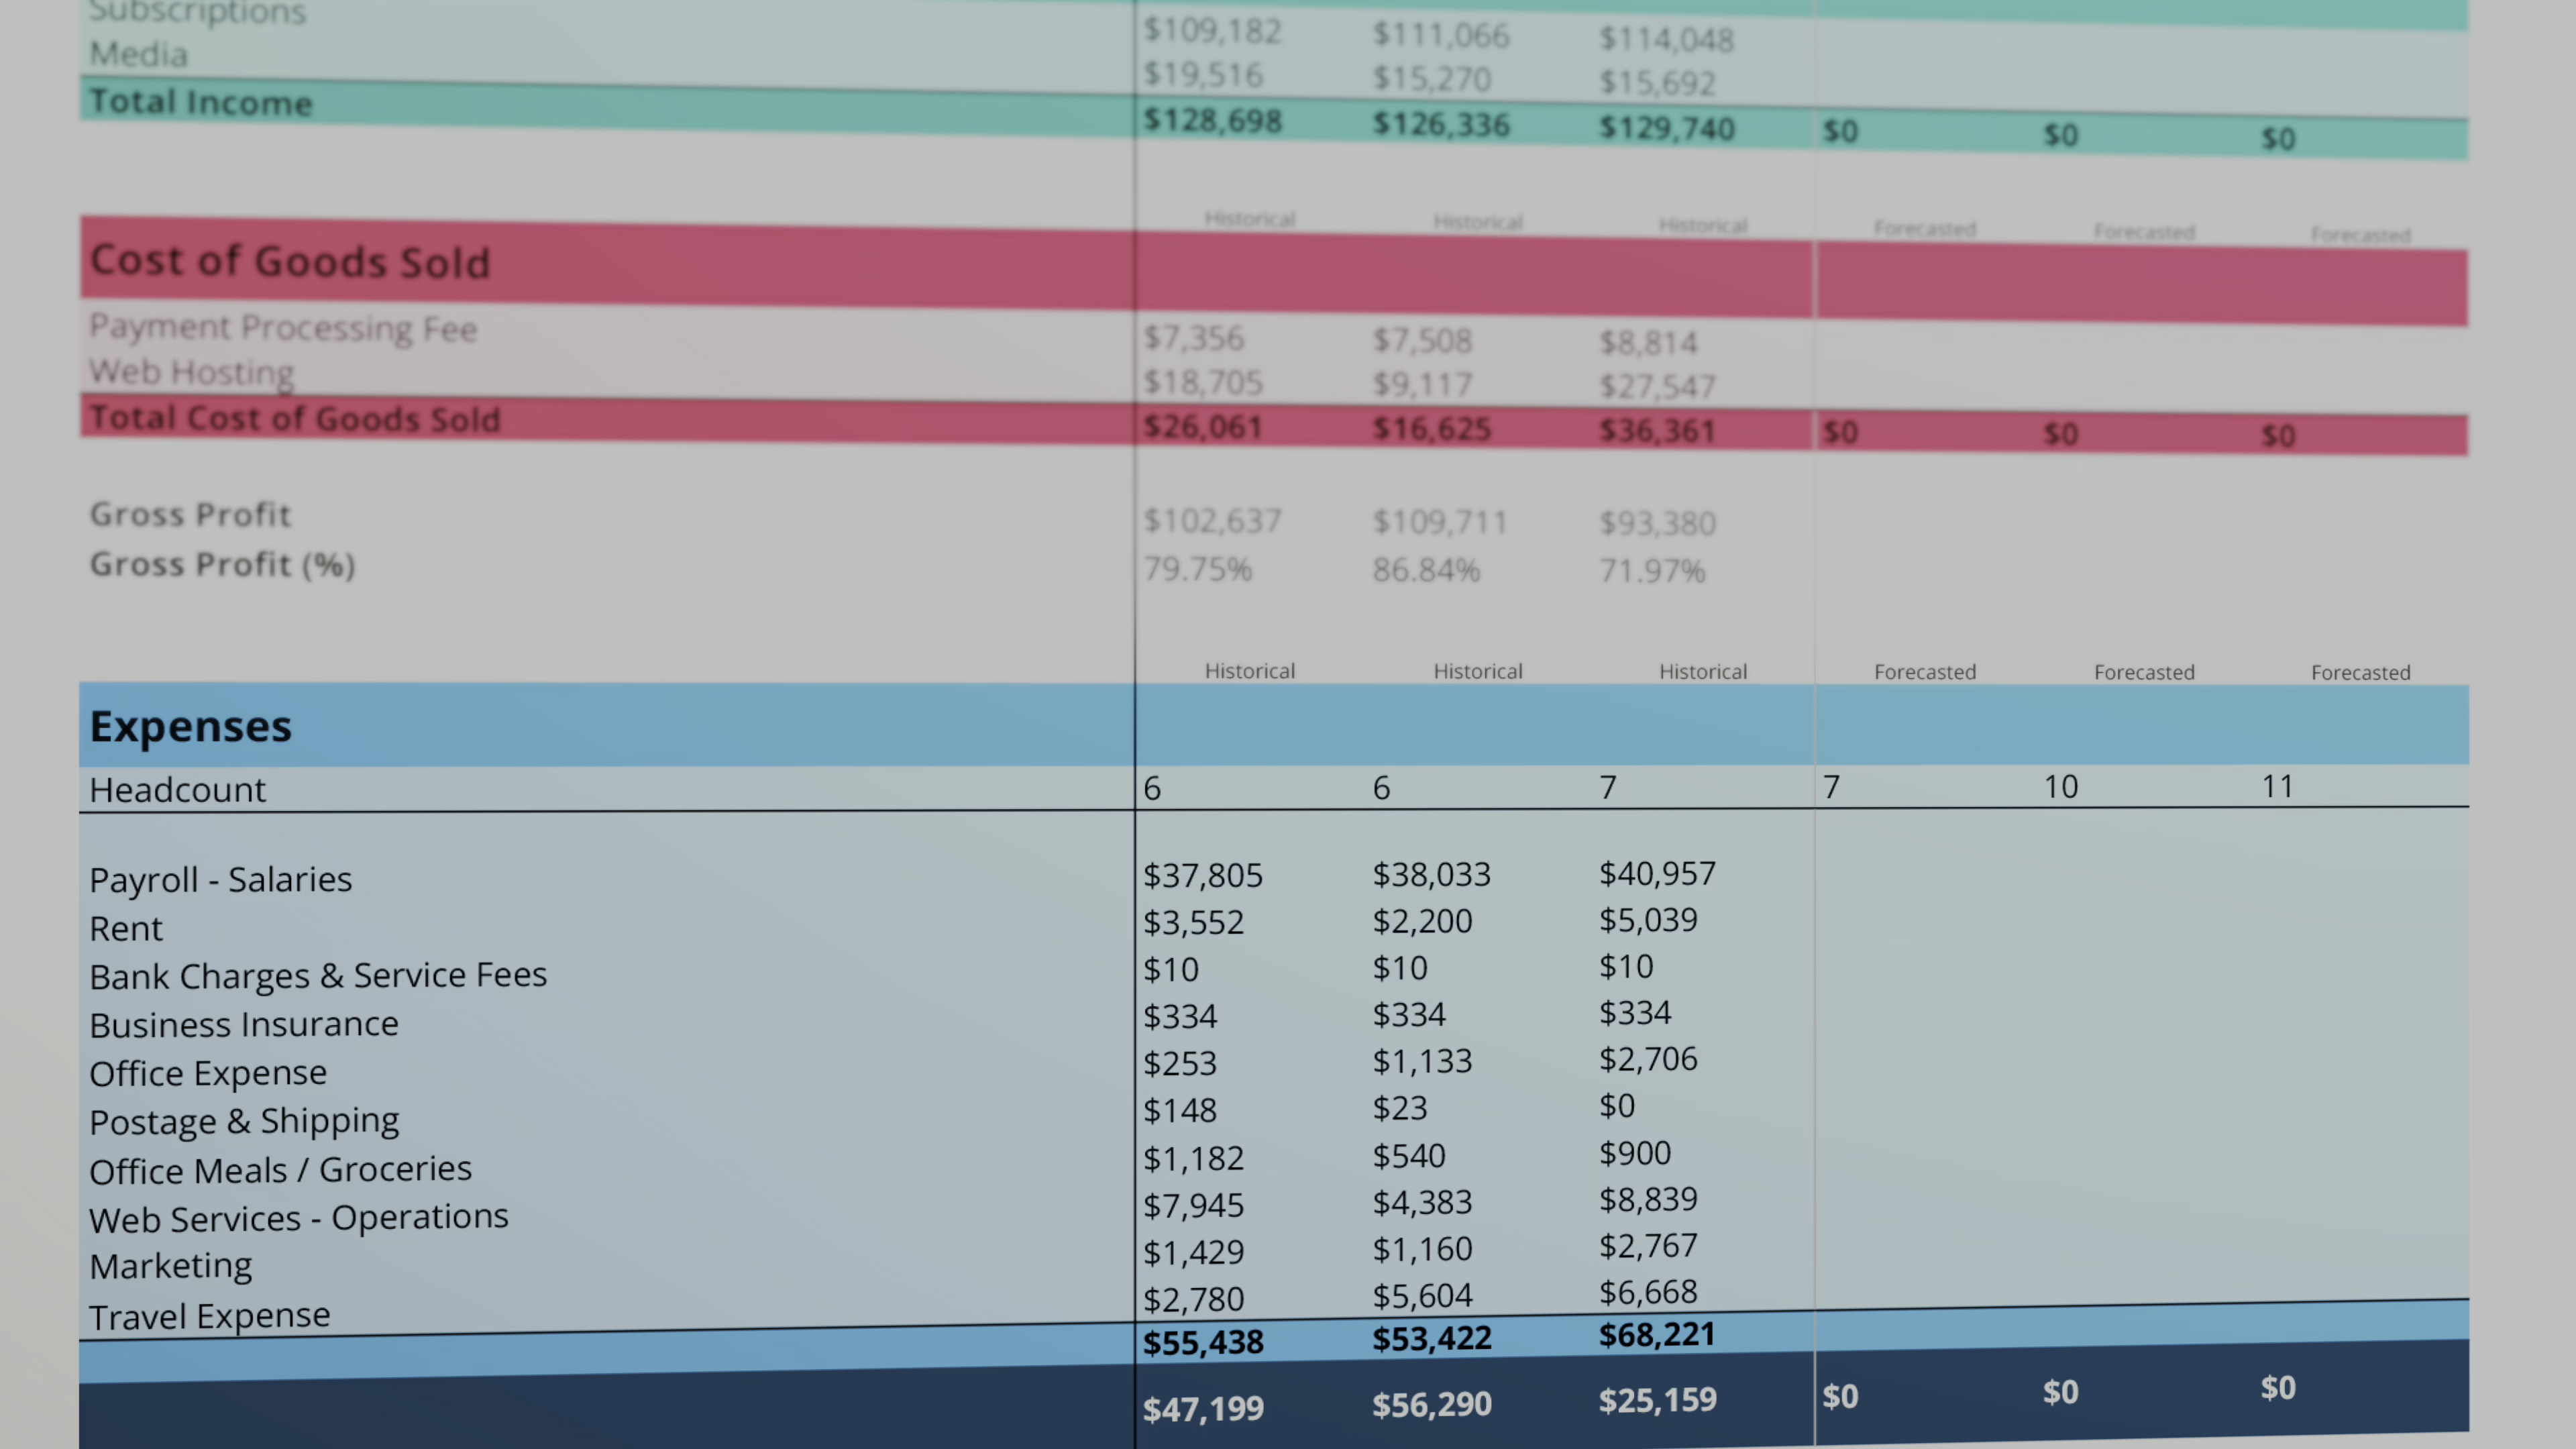 Subscriptions $109,182 $111,066 $114,048
Media $19,516 $15,270 $15,692
Total Income $128,698 $126,336 $129,740 $0 $0 $0
Historical Historical Historical Forecasted Forecasted Forecasted
Cost of Goods Sold
Payment Processing Fee $7,356 $7,508 $8,814
Web Hosting $18,705 $9,117 $27,547
Total Cost of Goods Sold $26,061 $16,625 $36,361 $0 $0 $0
Gross Profit $102,637 $109,711 $93,380
Gross Profit (%) 79.75% 86.84% 71.97%
Historical Historical Historical Forecasted Forecasted Forecasted
Expenses
Headcount 6 6 7 7 10 11
Payroll - Salaries $37,805 $38,033 $40,957
Rent $3,552 $2,200 $5,039
Bank Charges & Service Fees $10 $10 $10
Business Insurance $334 $334 $334
Office Expense $253 $1,133 $2,706
Postage & Shipping $148 $23 $0
Office Meals / Groceries $1,182 $540 $900
Web Services - Operations $7,945 $4,383 $8,839
Marketing $1,429 $1,160 $2,767
Travel Expense $2,780 $5,604 $6,668
$55,438 $53,422 $68,221
$47,199 $56,290 $25,159 $0 $0 $0